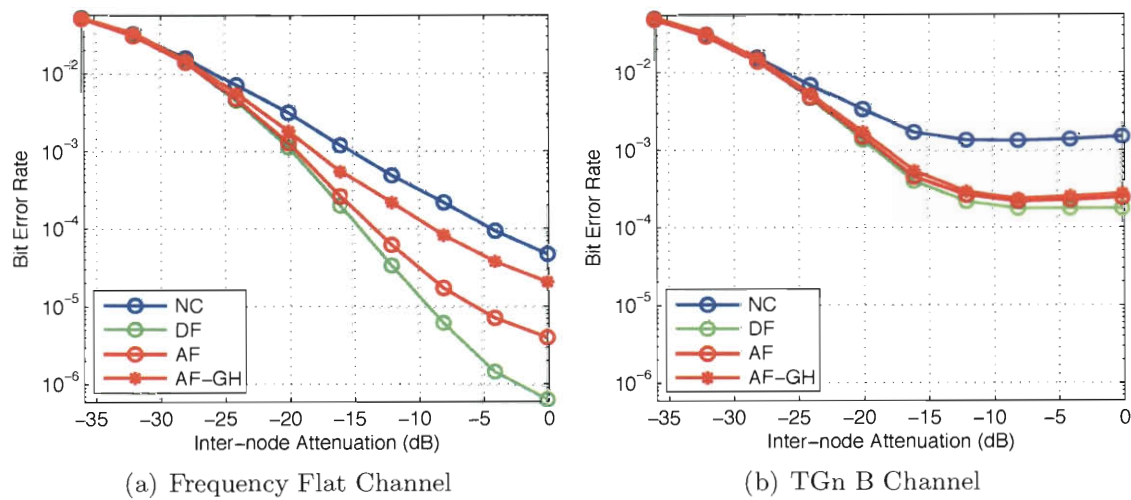 10^-2
10^-3
10^-4
10^-5
10^-6
Bit Error Rate
NC
DF
AF
AF-GH
−35 −30 −25 −20 −15 −10 −5 0
Inter-node Attenuation (dB)
(a) Frequency Flat Channel
10^-2
10^-3
10^-4
10^-5
10^-6
Bit Error Rate
NC
DF
AF
AF-GH
−35 −30 −25 −20 −15 −10 −5 0
Inter-node Attenuation (dB)
(b) TGn B Channel